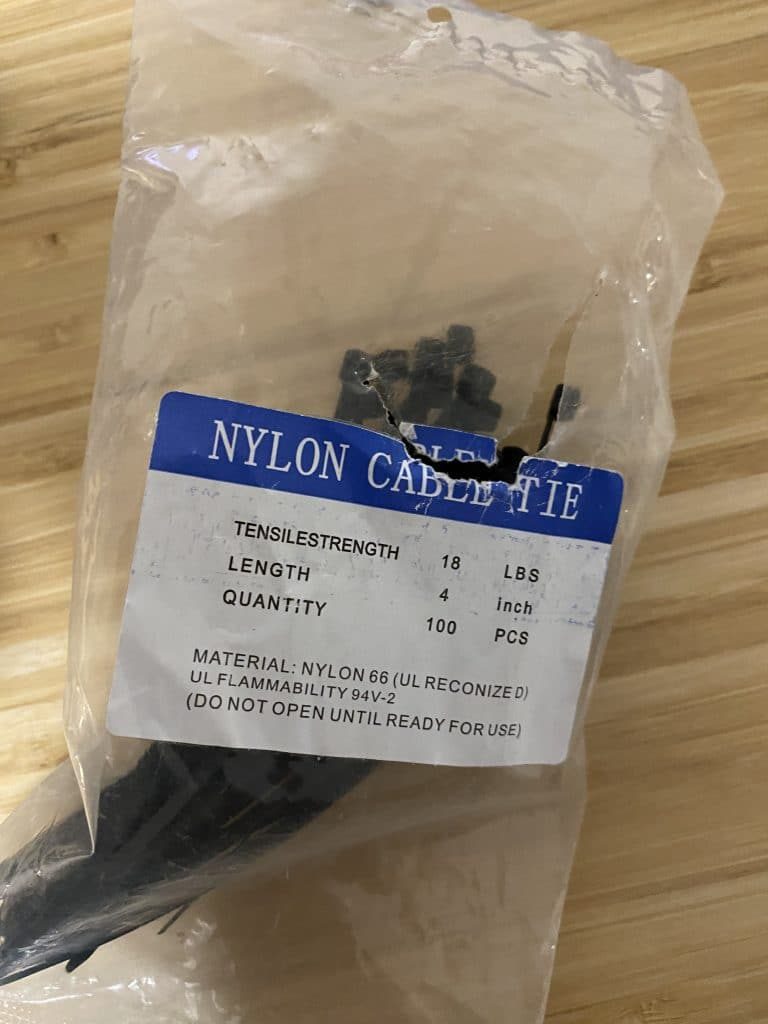 NYLON CABLE TIE
TENSILESTRENGTH 18 LBS
LENGTH 4 inch
QUANTITY 100 PCS
MATERIAL: NYLON 66 (UL RECONIZED)
UL FLAMMABILITY 94V-2
(DO NOT OPEN UNTIL READY FOR USE)